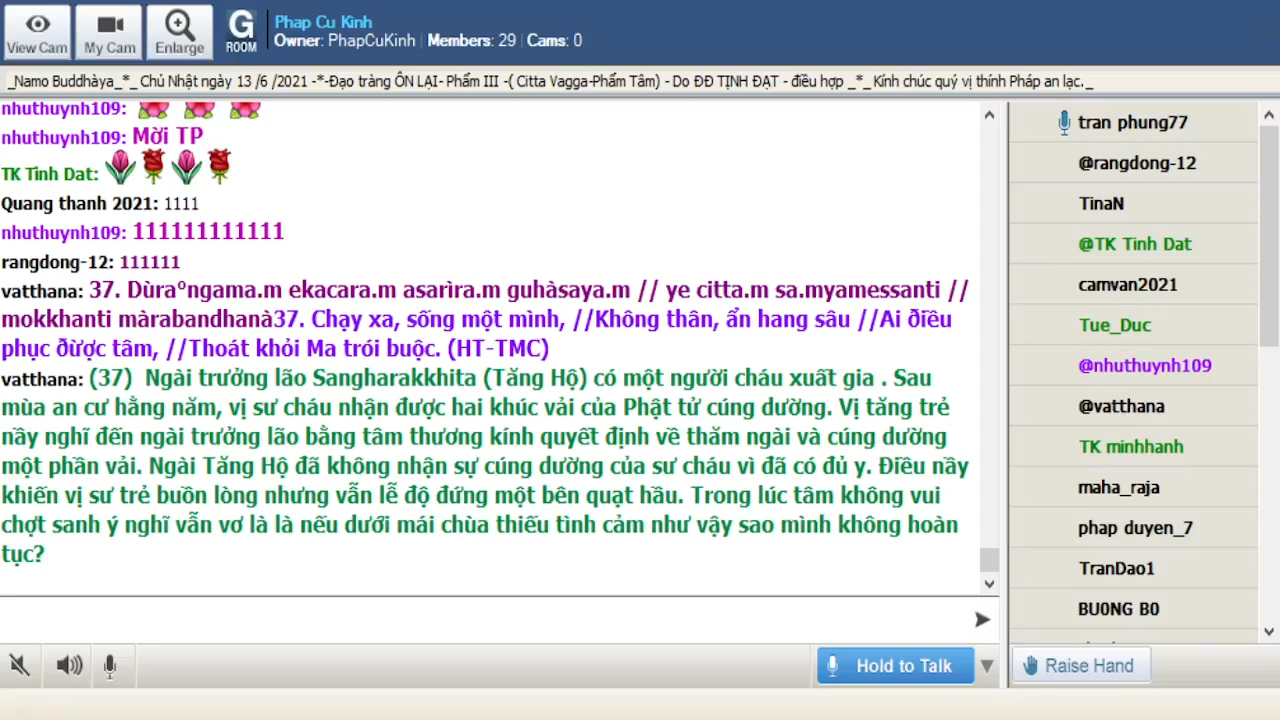 View Cam
My Cam
Enlarge
G
ROOM
Phap Cu Kinh
Owner: PhapCuKinh | Members: 29 | Cams: 0
_Namo Buddhàya_*_ Chủ Nhật ngày 13 /6 /2021 -*-Đạo tràng ÔN LẠI- Phẩm III -( Citta Vagga-Phẩm Tâm) - Do ĐĐ TỊNH ĐẠT - điều hợp _*_Kính chúc quý vị thính Pháp an lạc._
nhuthuynh109:
nhuthuynh109: Mời TP
TK Tinh Dat:
Quang thanh 2021: 1111
nhuthuynh109: 111111111111
rangdong-12: 111111
vatthana: 37. Dùraºngama.m ekacara.m asarìra.m guhàsaya.m // ye citta.m sa.myamessanti //
mokkhanti màrabandhanà37. Chạy xa, sống một mình, //Không thân, ẩn hang sâu //Ai ðiều
phục ðừợc tâm, //Thoát khỏi Ma trói buộc. (HT-TMC)
vatthana: (37) Ngài trưởng lão Sangharakkhita (Tăng Hộ) có một người cháu xuất gia . Sau
mùa an cư hằng năm, vị sư cháu nhận được hai khúc vải của Phật tử cúng dường. Vị tăng trẻ
nầy nghĩ đến ngài trưởng lão bằng tâm thương kính quyết định về thăm ngài và cúng dường
một phần vải. Ngài Tăng Hộ đã không nhận sự cúng dường của sư cháu vì đã có đủ y. Điều nầy
khiến vị sư trẻ buồn lòng nhưng vẫn lễ độ đứng một bên quạt hầu. Trong lúc tâm không vui
chợt sanh ý nghĩ vẫn vơ là là nếu dưới mái chùa thiếu tình cảm như vậy sao mình không hoàn
tục?
tran phung77
@rangdong-12
TinaN
@TK Tinh Dat
camvan2021
Tue_Duc
@nhuthuynh109
@vatthana
TK minhhanh
maha_raja
phap duyen_7
TranDao1
BU0NG B0
Hold to Talk
Raise Hand